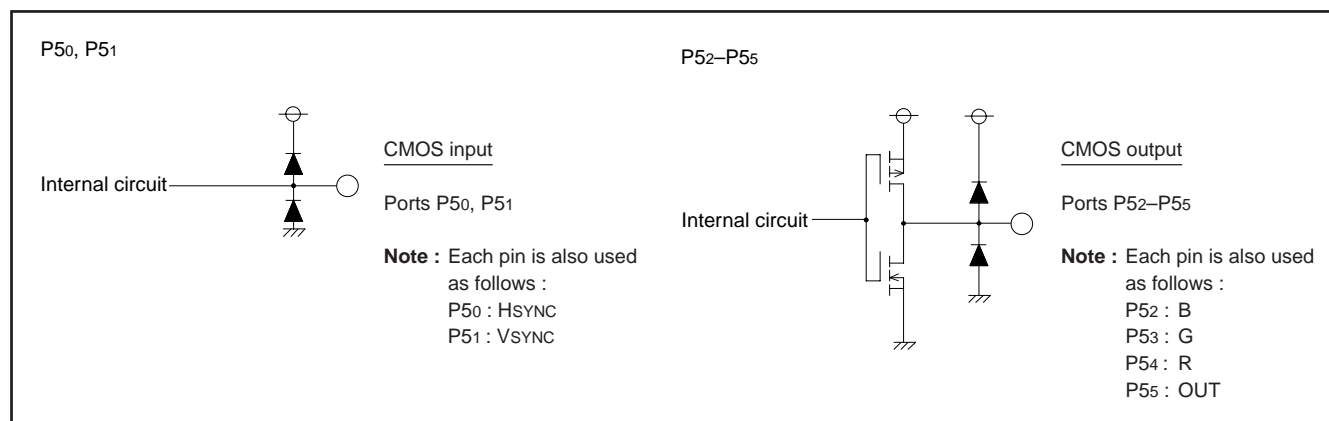 P50, P51
Internal circuit
CMOS input
Ports P50, P51
Note : Each pin is also used
as follows :
P50 : HSYNC
P51 : VSYNC
P52–P55
Internal circuit
CMOS output
Ports P52–P55
Note : Each pin is also used
as follows :
P52 : B
P53 : G
P54 : R
P55 : OUT